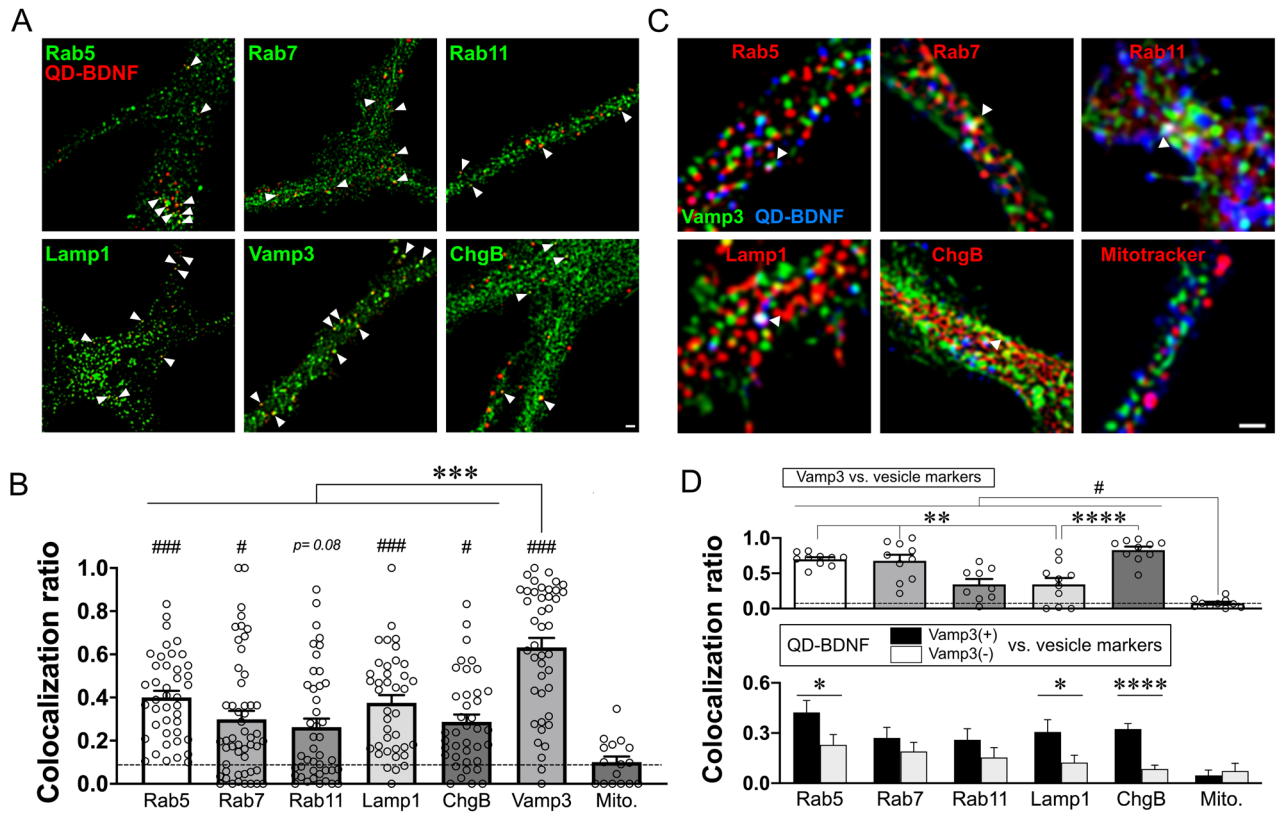 A
Rab5
QD-BDNF
Rab7
Rab11
Lamp1
Vamp3
ChgB
C
Rab5
Rab7
Rab11
Vamp3 QD-BDNF
Lamp1
ChgB
Mitotracker
B
***
### # p= 0.08 ### # ###
Colocalization ratio
1.0
0.8
0.6
0.4
0.2
0.0
Rab5 Rab7 Rab11 Lamp1 ChgB Vamp3 Mito.
D
Vamp3 vs. vesicle markers
#
** ****
Colocalization ratio
1.0
0.5
0.0
QD-BDNF Vamp3(+) vs. vesicle markers
Vamp3(-)
* * ****
0.6
0.3
0.0
Rab5 Rab7 Rab11 Lamp1 ChgB Mito.